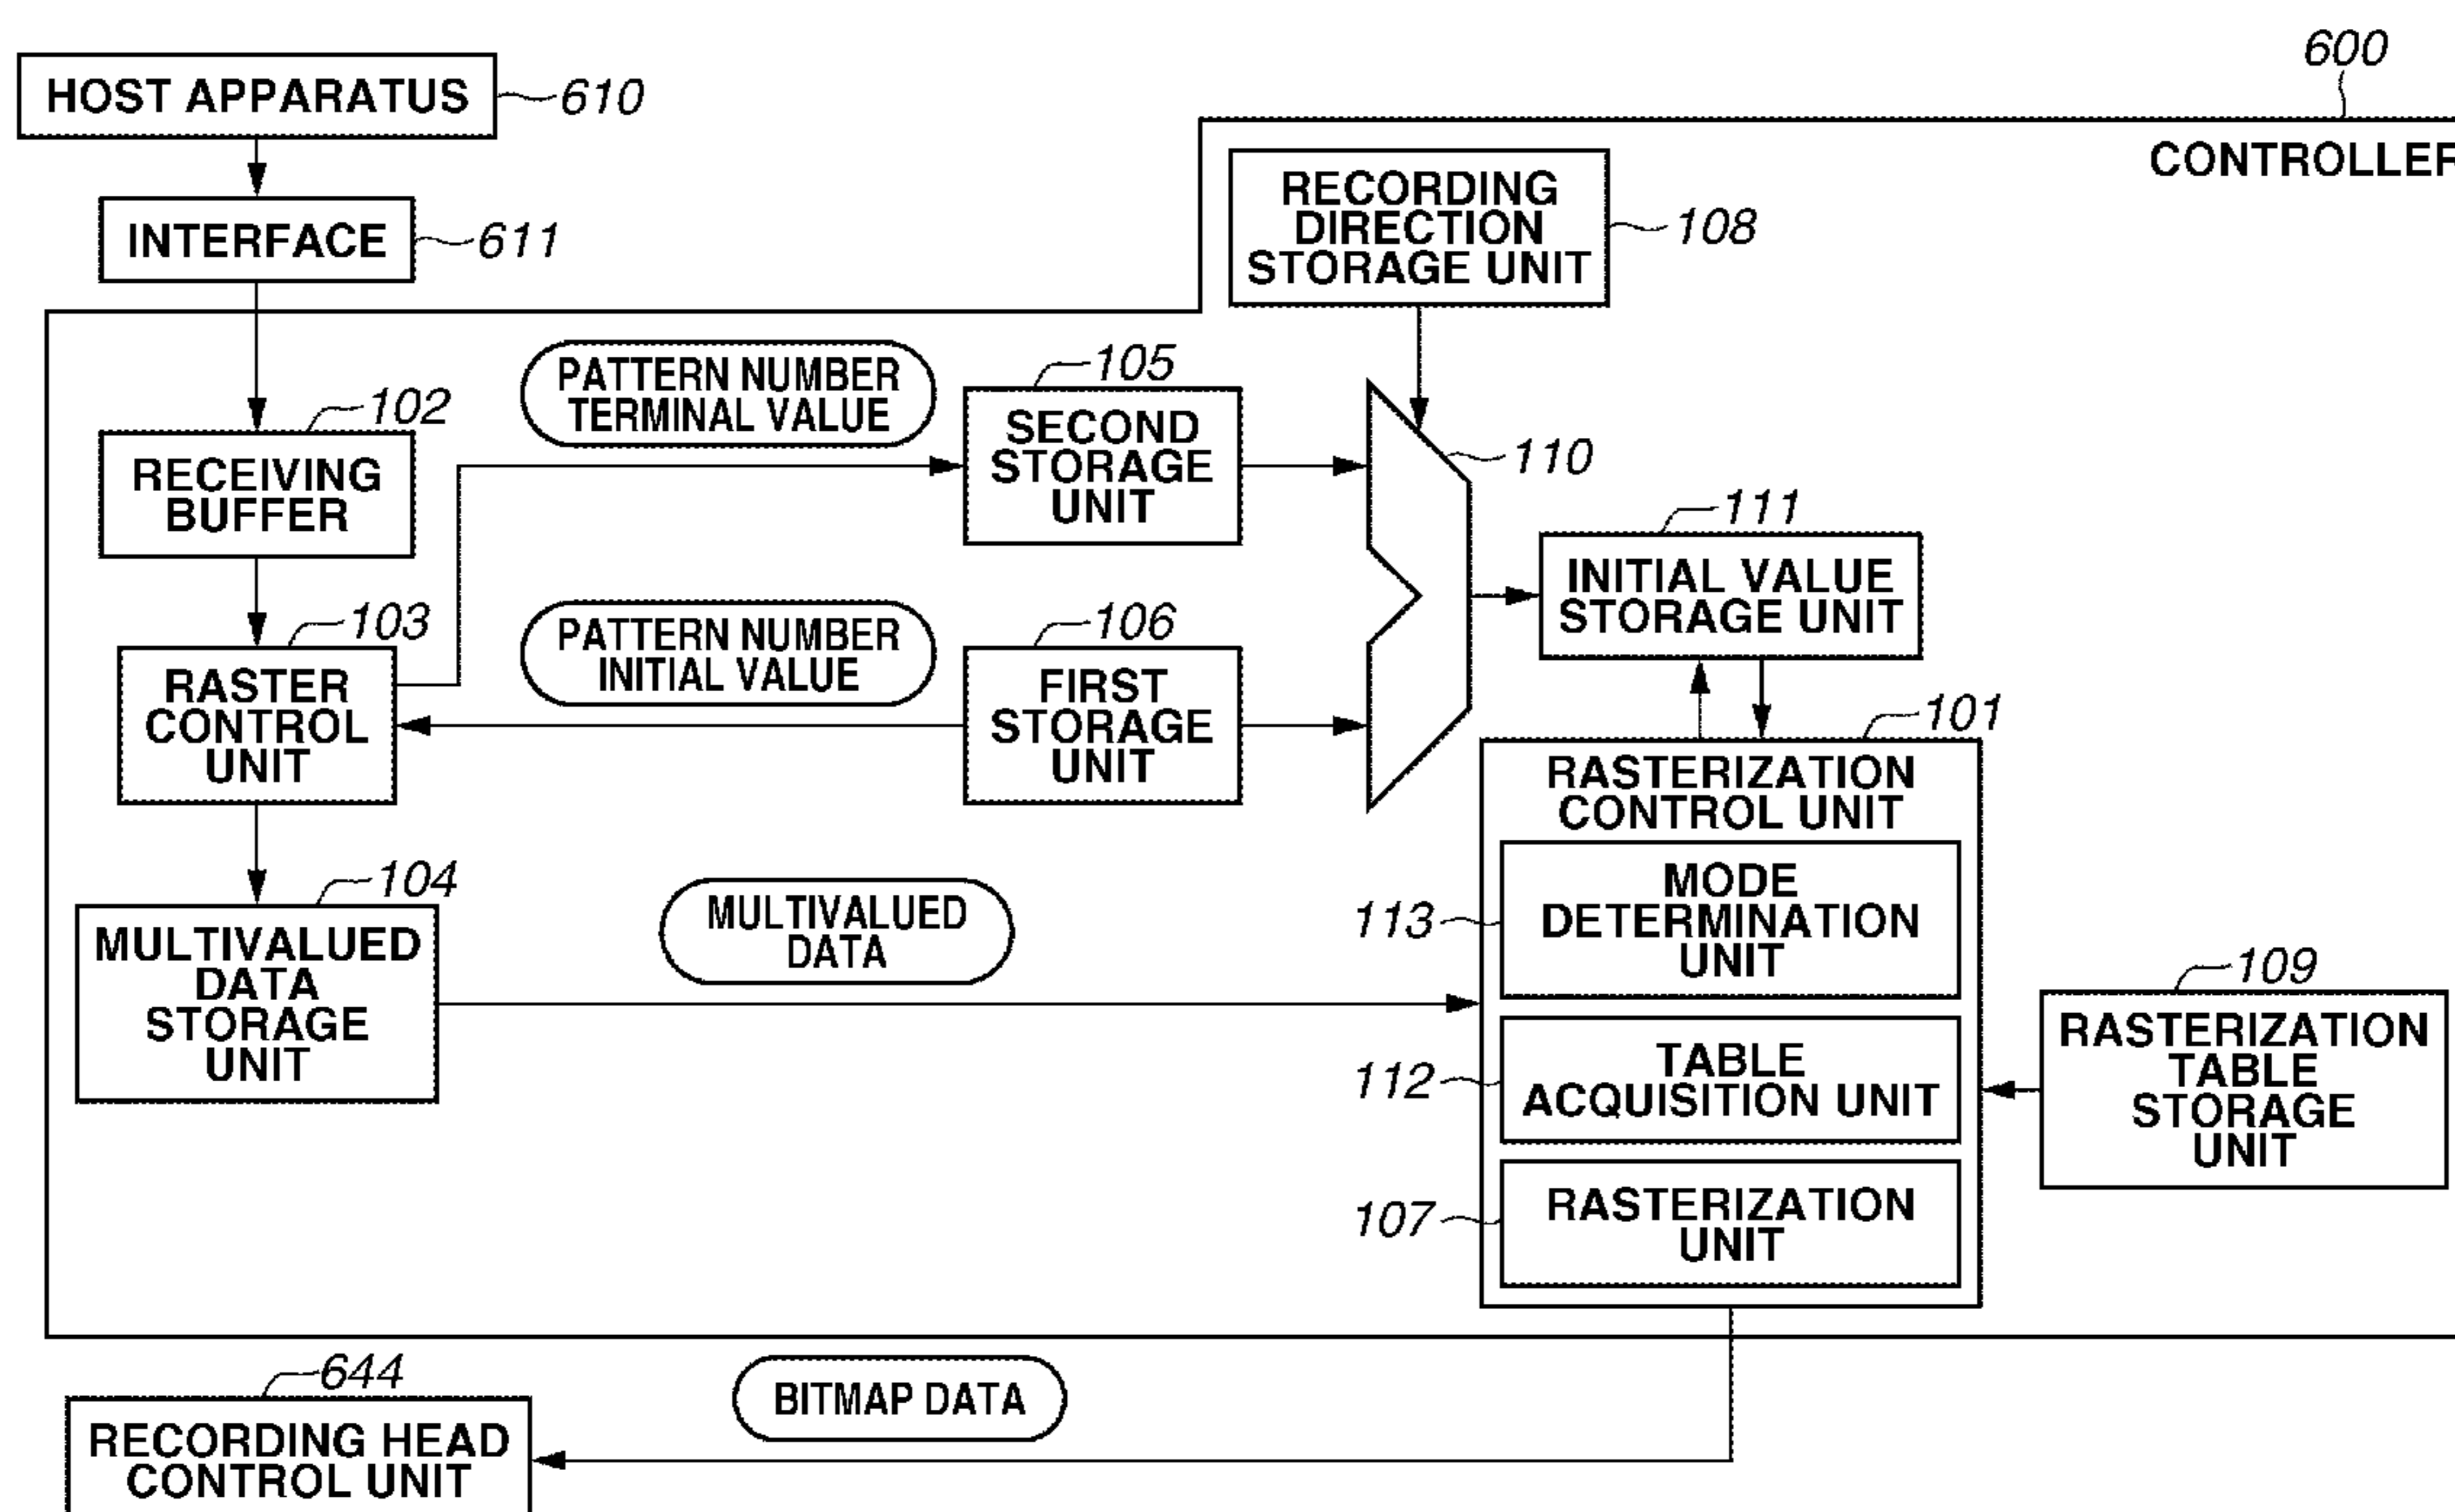 600
HOST APPARATUS
610
CONTROLLER
RECORDING
DIRECTION
STORAGE UNIT
108
INTERFACE
611
PATTERN NUMBER
TERMINAL VALUE
105
SECOND
STORAGE
UNIT
102
RECEIVING
BUFFER
110
111
INITIAL VALUE
STORAGE UNIT
103
RASTER
CONTROL
UNIT
PATTERN NUMBER
INITIAL VALUE
106
FIRST
STORAGE
UNIT
101
RASTERIZATION
CONTROL UNIT
104
MULTIVALUED
DATA
STORAGE
UNIT
MULTIVALUED
DATA
113
MODE
DETERMINATION
UNIT
109
RASTERIZATION
TABLE
STORAGE
UNIT
112
TABLE
ACQUISITION UNIT
107
RASTERIZATION
UNIT
644
RECORDING HEAD
CONTROL UNIT
BITMAP DATA